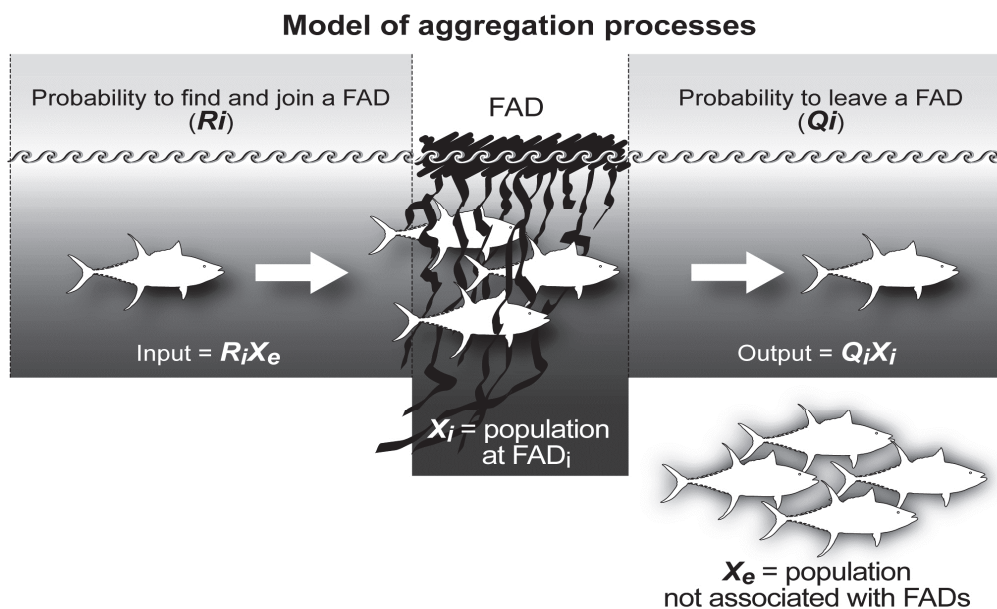 Model of aggregation processes
Probability to find and join a FAD
(Ri)
FAD
Probability to leave a FAD
(Qi)
Input = RiXe
Output = QiXi
Xi = population
at FADi
Xe = population
not associated with FADs